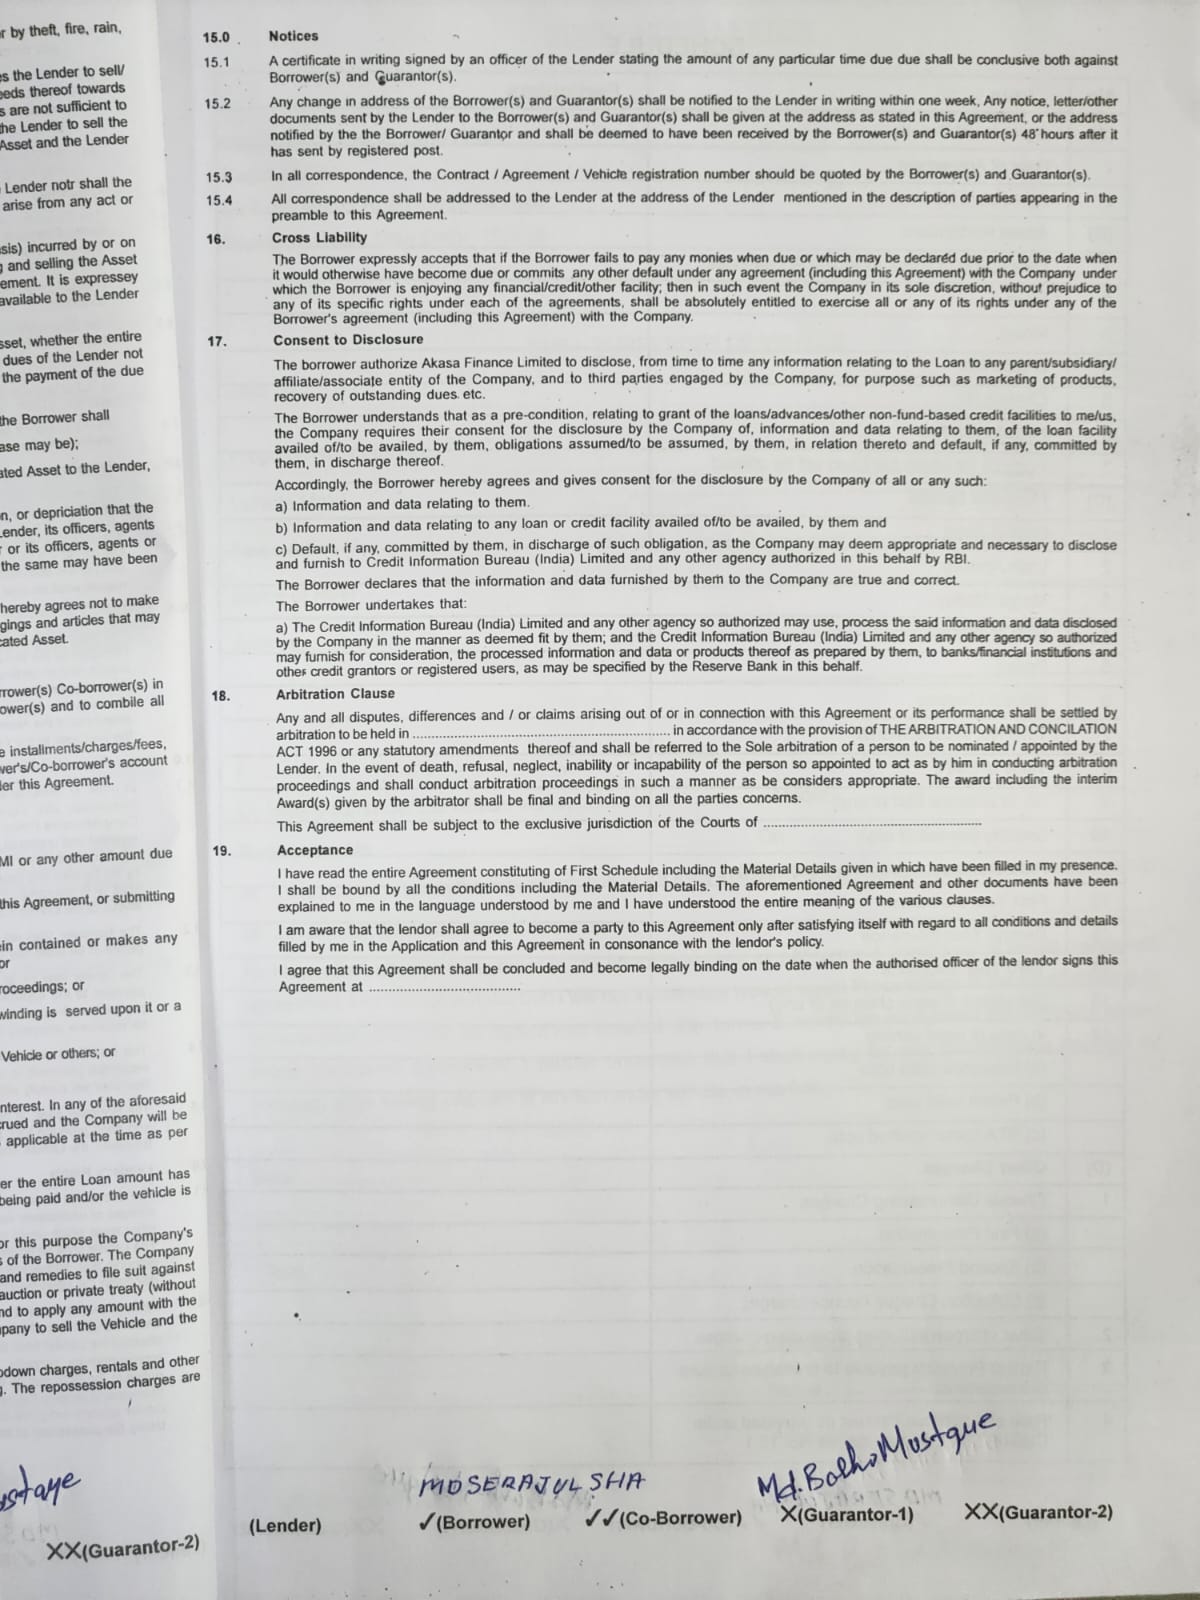 r by theft, fire, rain,
es the Lender to sell/
eeds thereof towards
s are not sufficient to
the Lender to sell the
Asset and the Lender
Lender notr shall the
arise from any act or
sis) incurred by or on
g and selling the Asset
ement. It is expressey
available to the Lender
sset, whether the entire
dues of the Lender not
the payment of the due
the Borrower shall
ase may be);
ated Asset to the Lender,
n, or depriciation that the
Lender, its officers, agents
r or its officers, agents or
the same may have been
hereby agrees not to make
gings and articles that may
cated Asset.
rrower(s) Co-borrower(s) in
ower(s) and to combile all
e installments/charges/fees,
wer's/Co-borrower's account
der this Agreement.
MI or any other amount due
this Agreement, or submitting
ein contained or makes any
or
roceedings; or
winding is served upon it or a
Vehicle or others; or
nterest. In any of the aforesaid
crued and the Company will be
applicable at the time as per
er the entire Loan amount has
being paid and/or the vehicle is
or this purpose the Company's
s of the Borrower. The Company
and remedies to file suit against
auction or private treaty (without
nd to apply any amount with the
mpany to sell the Vehicle and the
odown charges, rentals and other
g. The repossession charges are
XX(Guarantor-2)
15.0 Notices
15.1 A certificate in writing signed by an officer of the Lender stating the amount of any particular time due due shall be conclusive both against
Borrower(s) and Guarantor(s).
15.2 Any change in address of the Borrower(s) and Guarantor(s) shall be notified to the Lender in writing within one week, Any notice, letter/other
documents sent by the Lender to the Borrower(s) and Guarantor(s) shall be given at the address as stated in this Agreement, or the address
notified by the the Borrower/ Guarantor and shall be deemed to have been received by the Borrower(s) and Guarantor(s) 48 hours after it
has sent by registered post.
15.3 In all correspondence, the Contract / Agreement / Vehicle registration number should be quoted by the Borrower(s) and Guarantor(s).
15.4 All correspondence shall be addressed to the Lender at the address of the Lender mentioned in the description of parties appearing in the
preamble to this Agreement.
16. Cross Liability
The Borrower expressly accepts that if the Borrower fails to pay any monies when due or which may be declared due prior to the date when
it would otherwise have become due or commits any other default under any agreement (including this Agreement) with the Company under
which the Borrower is enjoying any financial/credit/other facility; then in such event the Company in its sole discretion, without prejudice to
any of its specific rights under each of the agreements, shall be absolutely entitled to exercise all or any of its rights under any of the
Borrower's agreement (including this Agreement) with the Company.
17. Consent to Disclosure
The borrower authorize Akasa Finance Limited to disclose, from time to time any information relating to the Loan to any parent/subsidiary/
affiliate/associate entity of the Company, and to third parties engaged by the Company, for purpose such as marketing of products,
recovery of outstanding dues. etc.
The Borrower understands that as a pre-condition, relating to grant of the loans/advances/other non-fund-based credit facilities to me/us,
the Company requires their consent for the disclosure by the Company of, information and data relating to them, of the loan facility
availed of/to be availed, by them, obligations assumed/to be assumed, by them, in relation thereto and default, if any, committed by
them, in discharge thereof.
Accordingly, the Borrower hereby agrees and gives consent for the disclosure by the Company of all or any such:
a) Information and data relating to them.
b) Information and data relating to any loan or credit facility availed of/to be availed, by them and
c) Default, if any, committed by them, in discharge of such obligation, as the Company may deem appropriate and necessary to disclose
and furnish to Credit Information Bureau (India) Limited and any other agency authorized in this behalf by RBI.
The Borrower declares that the information and data furnished by them to the Company are true and correct.
The Borrower undertakes that:
a) The Credit Information Bureau (India) Limited and any other agency so authorized may use, process the said information and data disclosed
by the Company in the manner as deemed fit by them; and the Credit Information Bureau (India) Limited and any other agency so authorized
may furnish for consideration, the processed information and data or products thereof as prepared by them, to banks/financial institutions and
other credit grantors or registered users, as may be specified by the Reserve Bank in this behalf.
18. Arbitration Clause
Any and all disputes, differences and / or claims arising out of or in connection with this Agreement or its performance shall be settled by
arbitration to be held in .................................................. in accordance with the provision of THE ARBITRATION AND CONCILATION
ACT 1996 or any statutory amendments thereof and shall be referred to the Sole arbitration of a person to be nominated / appointed by the
Lender. In the event of death, refusal, neglect, inability or incapability of the person so appointed to act as by him in conducting arbitration
proceedings and shall conduct arbitration proceedings in such a manner as be considers appropriate. The award including the interim
Award(s) given by the arbitrator shall be final and binding on all the parties concerns.
This Agreement shall be subject to the exclusive jurisdiction of the Courts of ..................................................
19. Acceptance
I have read the entire Agreement constituting of First Schedule including the Material Details given in which have been filled in my presence.
I shall be bound by all the conditions including the Material Details. The aforementioned Agreement and other documents have been
explained to me in the language understood by me and I have understood the entire meaning of the various clauses.
I am aware that the lendor shall agree to become a party to this Agreement only after satisfying itself with regard to all conditions and details
filled by me in the Application and this Agreement in consonance with the lendor's policy.
I agree that this Agreement shall be concluded and become legally binding on the date when the authorised officer of the lendor signs this
Agreement at ..................................
MD SERAJUL SHA Md. Mustque
(Lender) ✓(Borrower) ✓✓(Co-Borrower) X(Guarantor-1) XX(Guarantor-2)